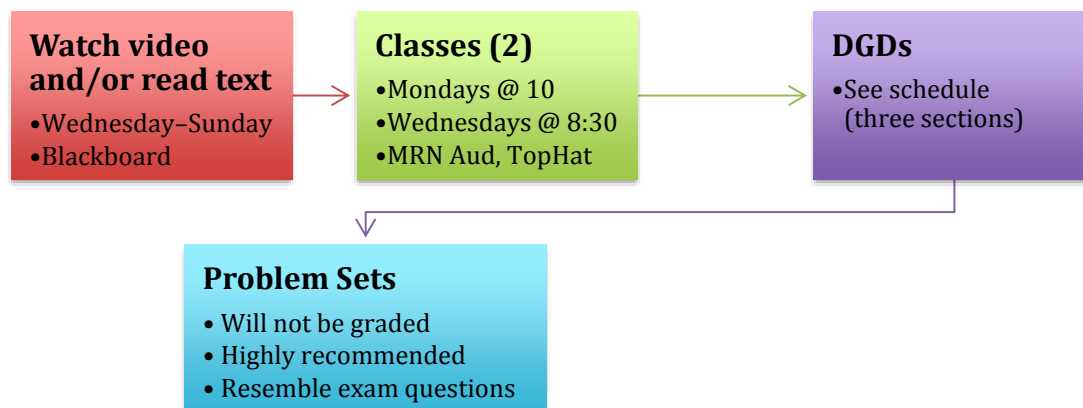 Watch video
and/or read text
•Wednesday–Sunday
•Blackboard
Classes (2)
•Mondays @ 10
•Wednesdays @ 8:30
•MRN Aud, TopHat
DGDs
•See schedule
(three sections)
Problem Sets
• Will not be graded
• Highly recommended
• Resemble exam questions